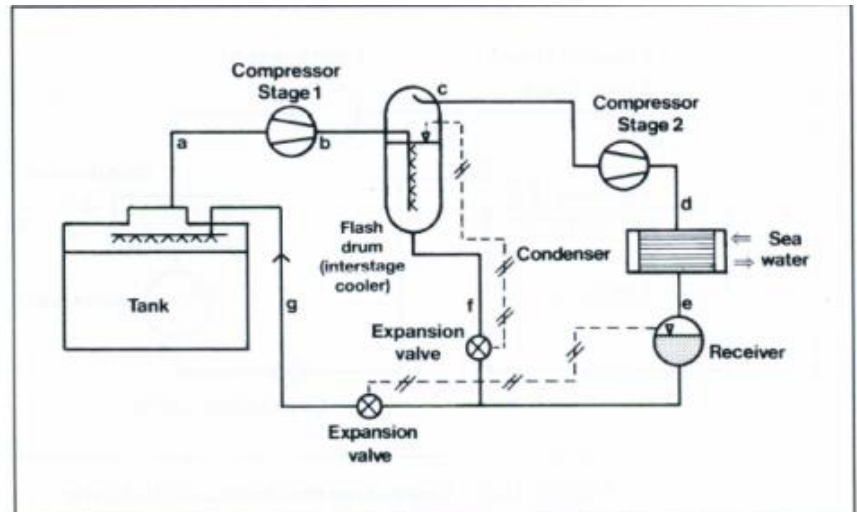 Compressor
Stage 1
a
b
c
Compressor
Stage 2
d
Flash
drum
(interstage
cooler)
Condenser
Sea
water
Tank
g
f
e
Expansion
valve
Receiver
Expansion
valve